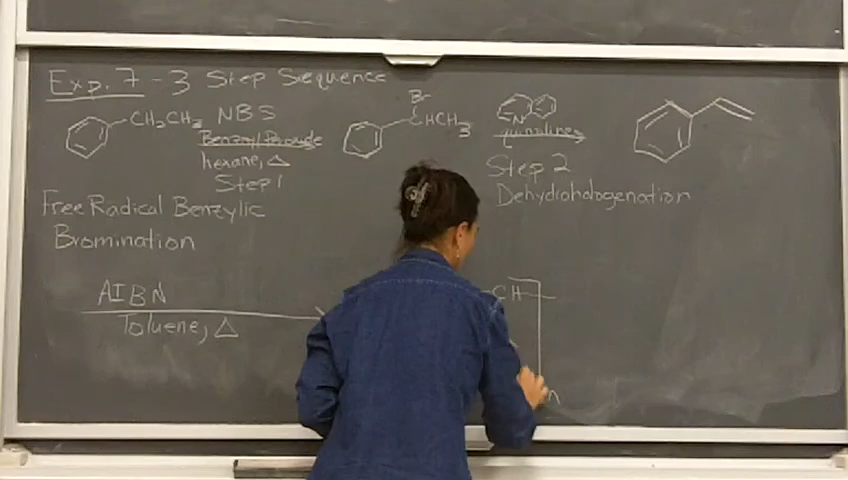 Exp. 7 - 3 Step Sequence
CH2CH3
NBS
Benzoyl Peroxide
hexane, △
Step 1
Br
CHCH3
N
quinoline
Step 2
Dehydrohalogenation
Free Radical Benzylic
Bromination
AIBN
Toluene, △
CH
n